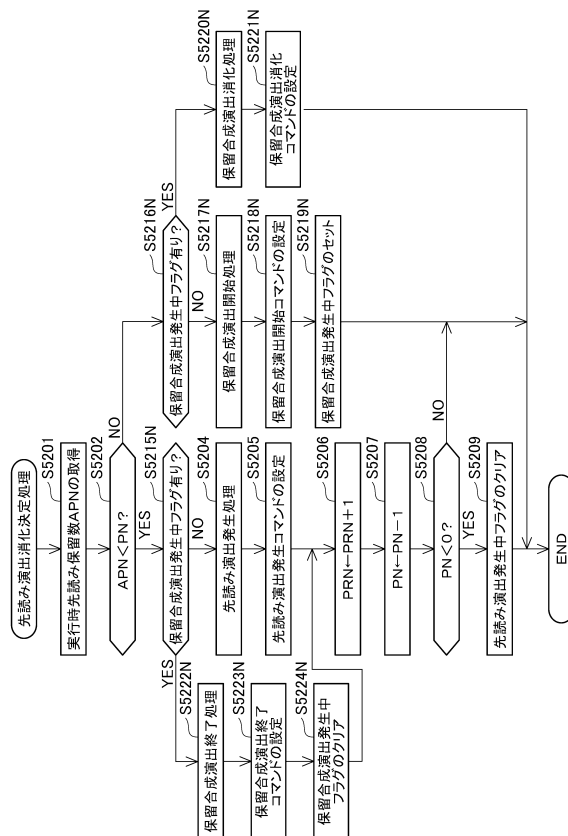 先読み演出消化決定処理
S5201
実行時先読み保留数APNの取得
S5202
APN<PN?
NO
YES
S5215N
保留合成演出発生中フラグ有り?
YES
NO
S5204
先読み演出発生処理
S5205
先読み演出発生コマンドの設定
S5206
PRN←PRN+1
S5207
PN←PN-1
S5208
PN<0?
NO
YES
S5209
先読み演出発生中フラグのクリア
END
S5222N
保留合成演出終了処理
S5223N
保留合成演出終了
コマンドの設定
S5224N
保留合成演出発生中
フラグのクリア
S5216N
保留合成演出発生中フラグ有り?
YES
NO
S5217N
保留合成演出開始処理
S5218N
保留合成演出開始コマンドの設定
S5219N
保留合成演出発生中フラグのセット
S5220N
保留合成演出消化処理
S5221N
保留合成演出消化
コマンドの設定